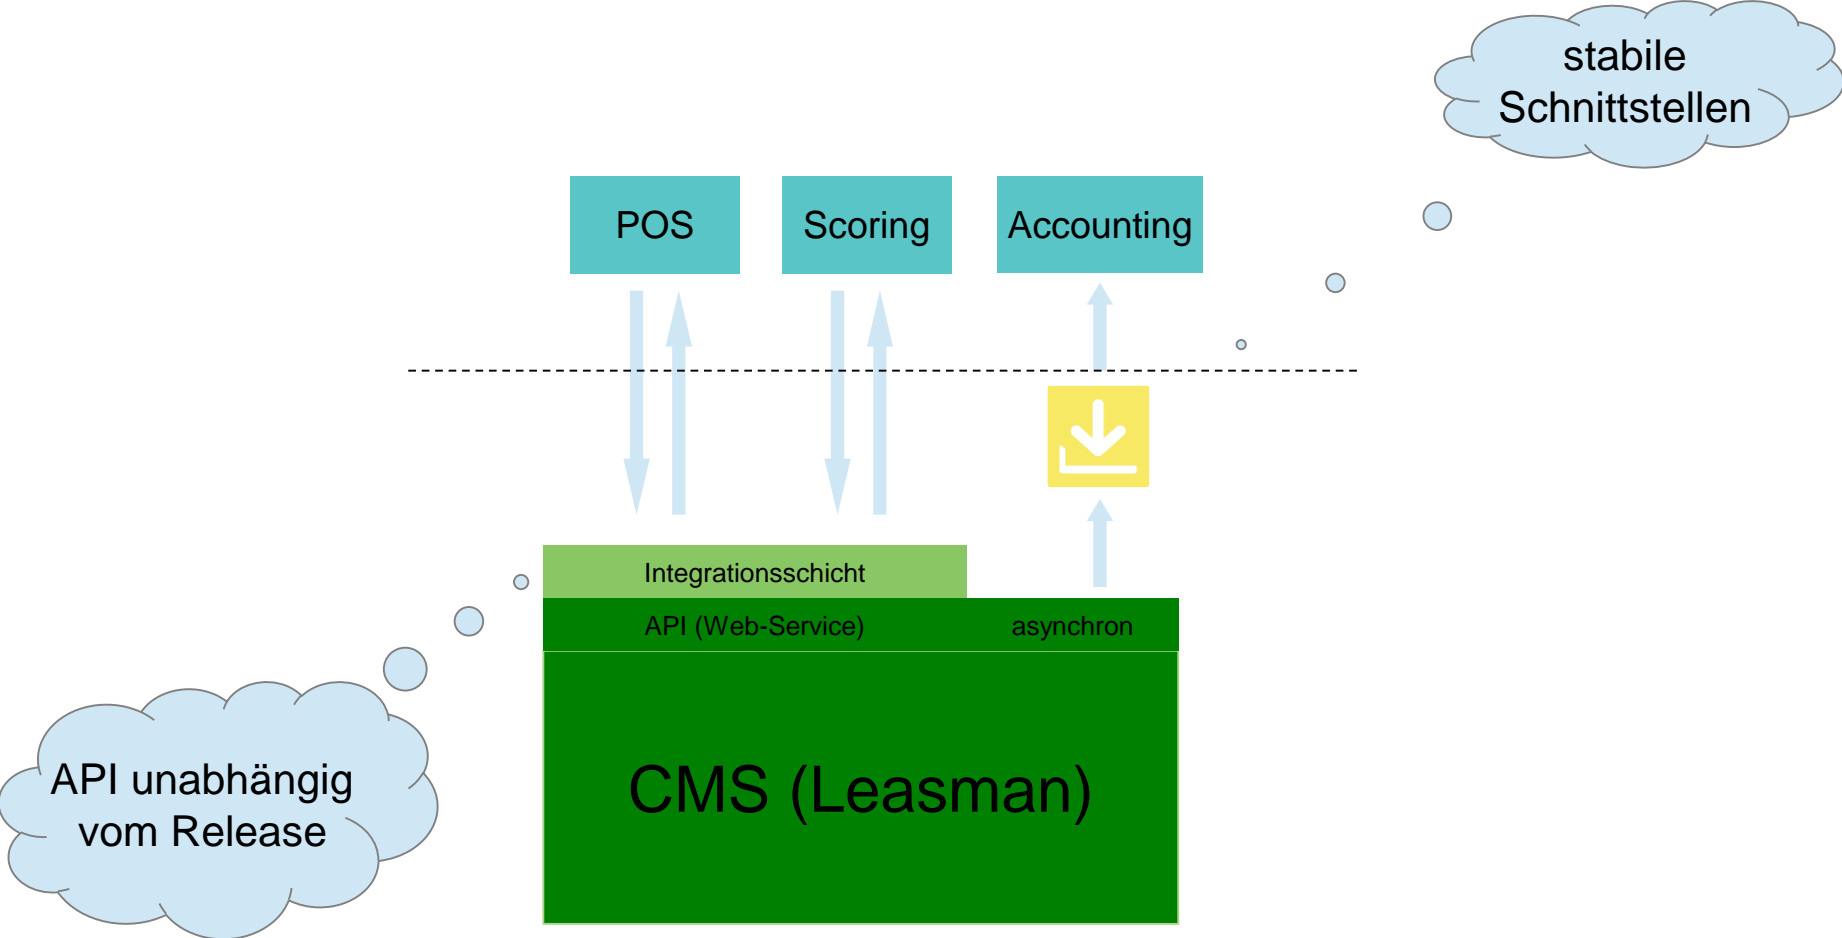 stabile
Schnittstellen
POS
Scoring
Accounting
Integrationsschicht
API (Web-Service)
asynchron
CMS (Leasman)
API unabhängig
vom Release